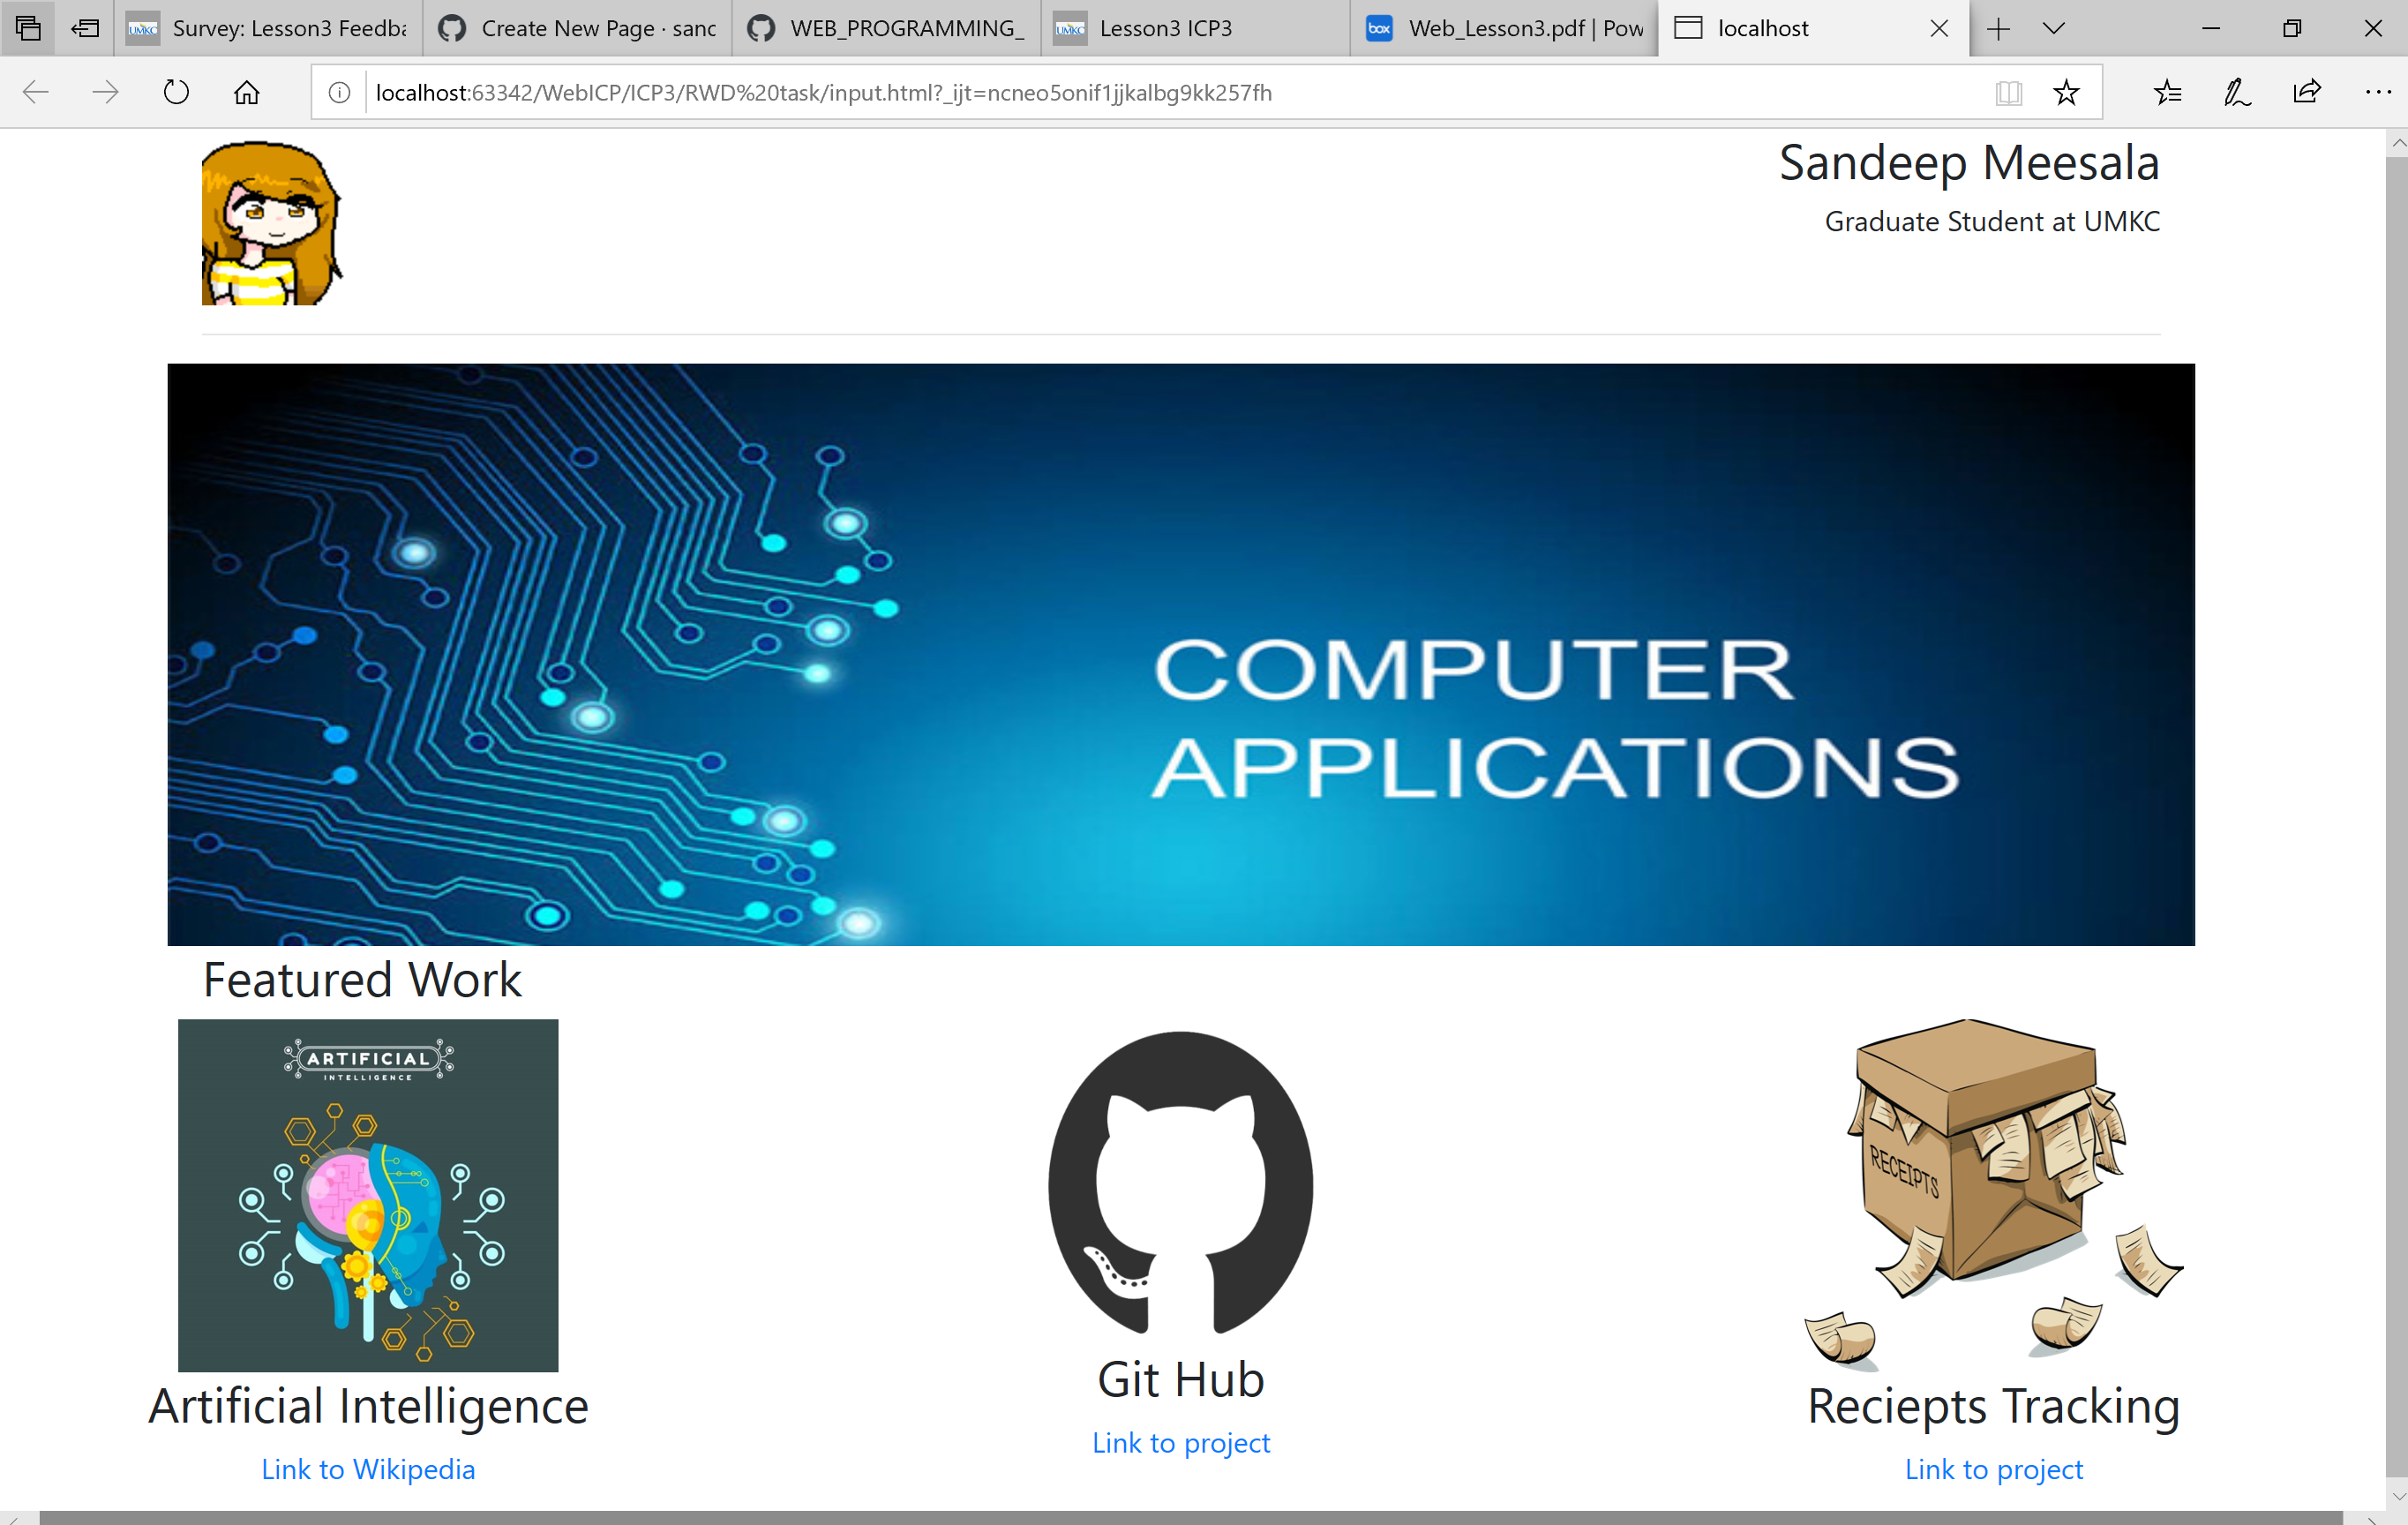 UMKC Survey: Lesson3 Feedba
Create New Page · sanc
WEB_PROGRAMMING_
UMKC Lesson3 ICP3
box Web_Lesson3.pdf | Pow
localhost
localhost:63342/WebICP/ICP3/RWD%20task/input.html?_ijt=ncneo5onif1jjkalbg9kk257fh
Sandeep Meesala
Graduate Student at UMKC
COMPUTER
APPLICATIONS
Featured Work
ARTIFICIAL
INTELLIGENCE
RECEIPTS
Artificial Intelligence
Git Hub
Reciepts Tracking
Link to Wikipedia
Link to project
Link to project